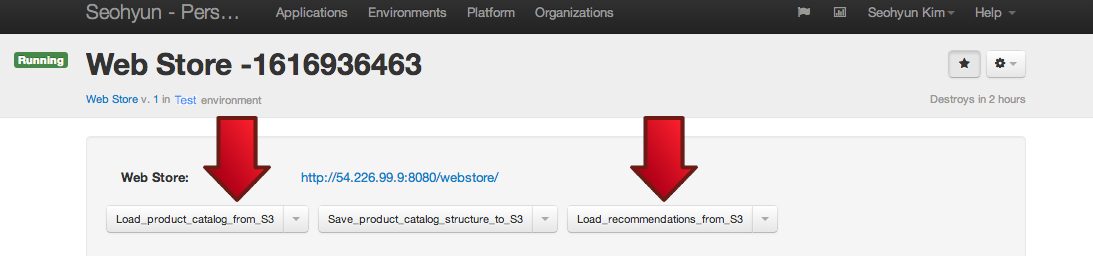 Seohyun - Pers... Applications Environments Platform Organizations Seohyun Kim Help
Running Web Store -1616936463
Web Store v. 1 in Test environment Destroys in 2 hours
Web Store: http://54.226.99.9:8080/webstore/
Load_product_catalog_from_S3 Save_product_catalog_structure_to_S3 Load_recommendations_from_S3